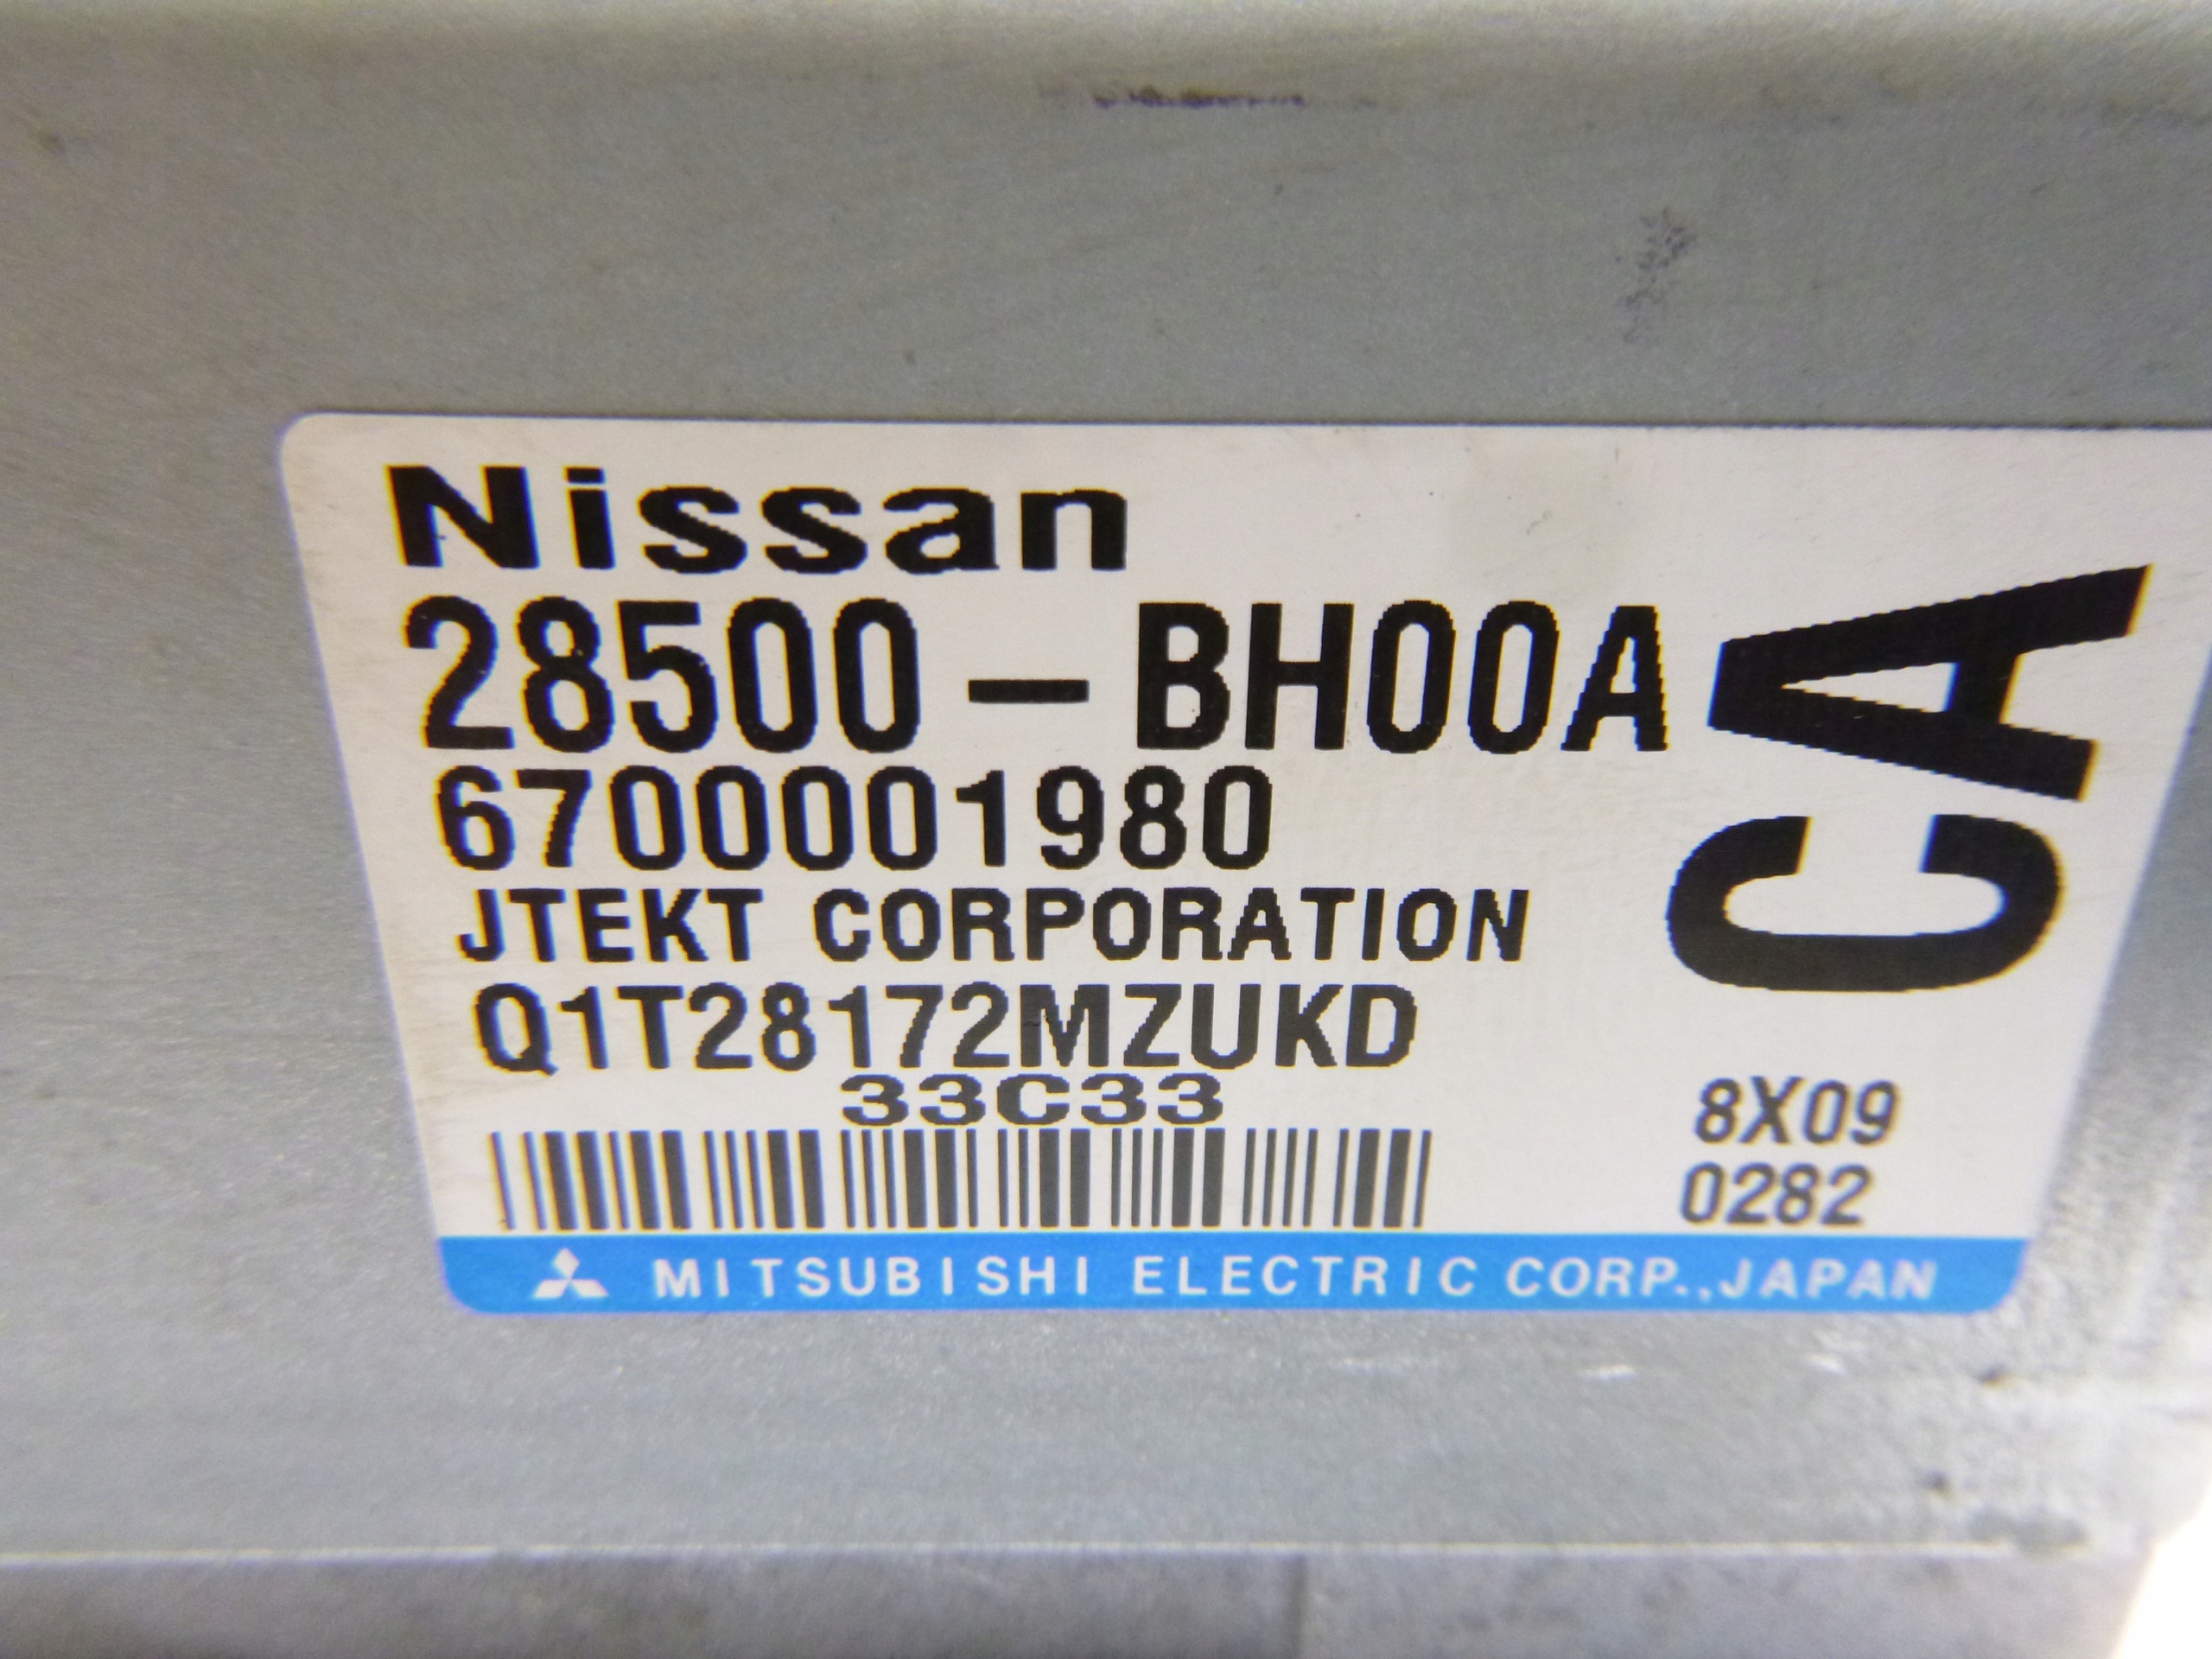 Nissan
28500-BH00A
6700001980
JTEKT CORPORATION
Q1T28172MZUKD
33C33
CA
8X09
0282
MITSUBISHI ELECTRIC CORP.,JAPAN